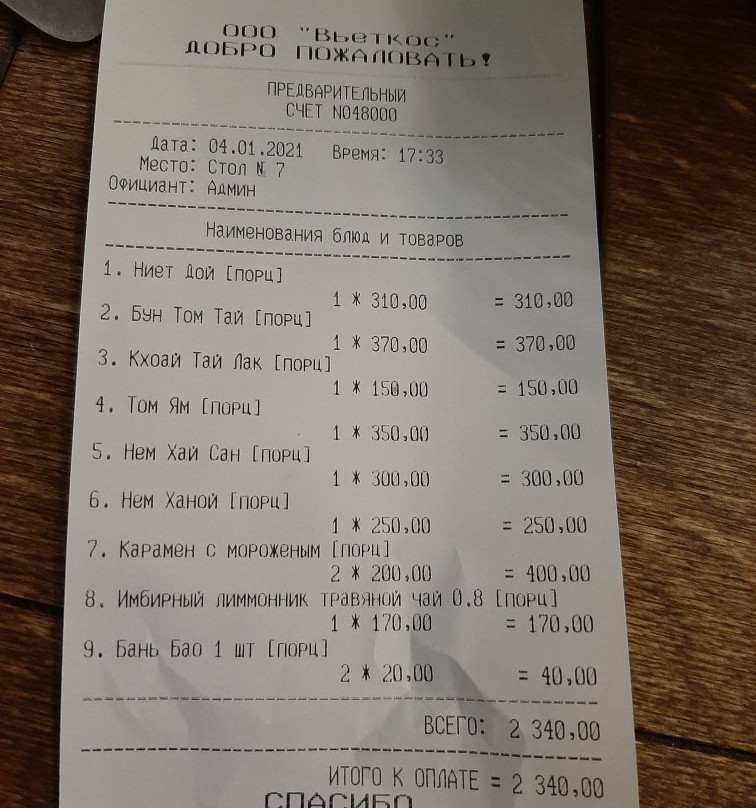 ООО "Вьеткос"
ДОБРО ПОЖАЛОВАТЬ!
ПРЕДВАРИТЕЛЬНЫЙ
СЧЕТ N048000
Дата: 04.01.2021 Время: 17:33
Место: Стол № 7
Официант: Админ
Наименования блюд и товаров
1. Ниет Дой [порц]
1 * 310,00 = 310,00
2. Бун Том Тай [порц]
1 * 370,00 = 370,00
3. Кхоай Тай Лак [порц]
1 * 150,00 = 150,00
4. Том Ям [порц]
1 * 350,00 = 350,00
5. Нем Хай Сан [порц]
1 * 300,00 = 300,00
6. Нем Ханой [порц]
1 * 250,00 = 250,00
7. Карамен с мороженым [порц]
2 * 200,00 = 400,00
8. Имбирный лиммонник травяной чай 0.8 [порц]
1 * 170,00 = 170,00
9. Бань Бао 1 шт [порц]
2 * 20,00 = 40,00
ВСЕГО: 2 340,00
ИТОГО К ОПЛАТЕ = 2 340,00
СПАСИБО